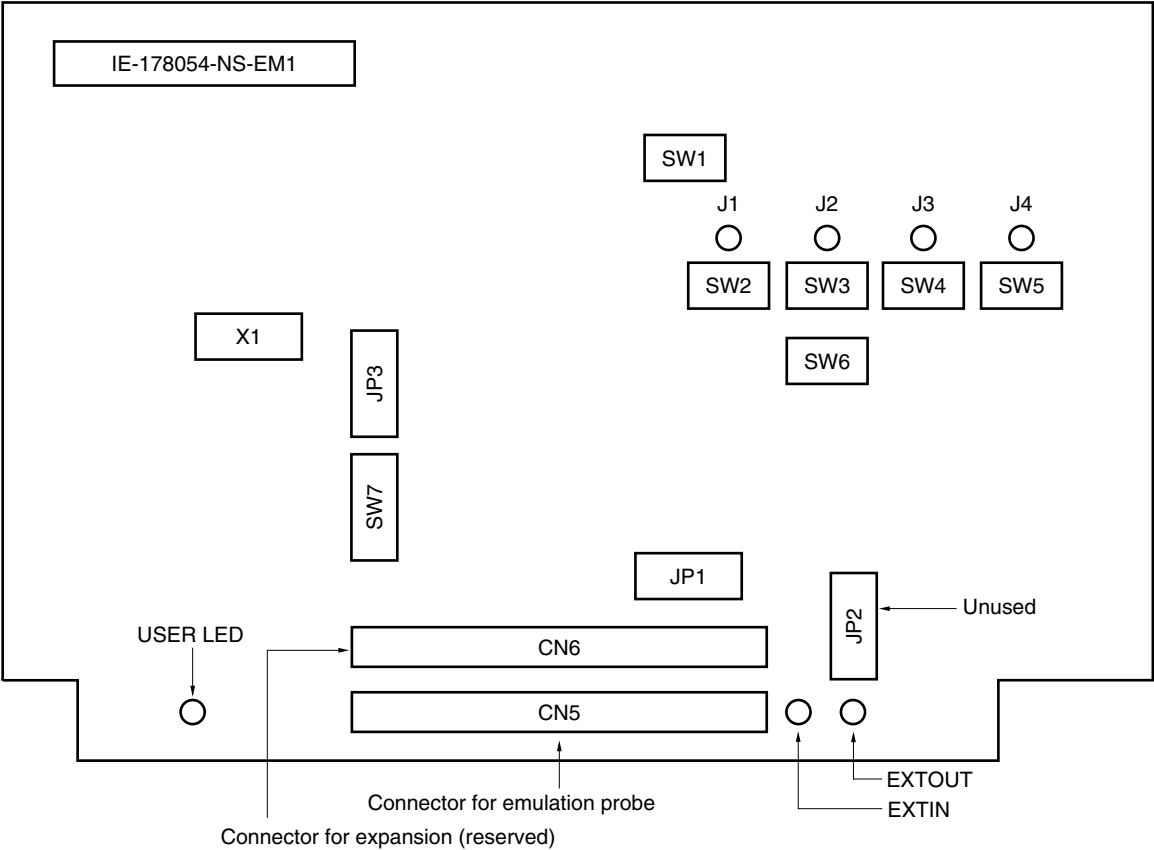 IE-178054-NS-EM1
SW1
J1 J2 J3 J4
SW2 SW3 SW4 SW5
X1
SW6
JP3
SW7
JP1
JP2
Unused
USER LED
CN6
CN5
EXTOUT
Connector for emulation probe
EXTIN
Connector for expansion (reserved)